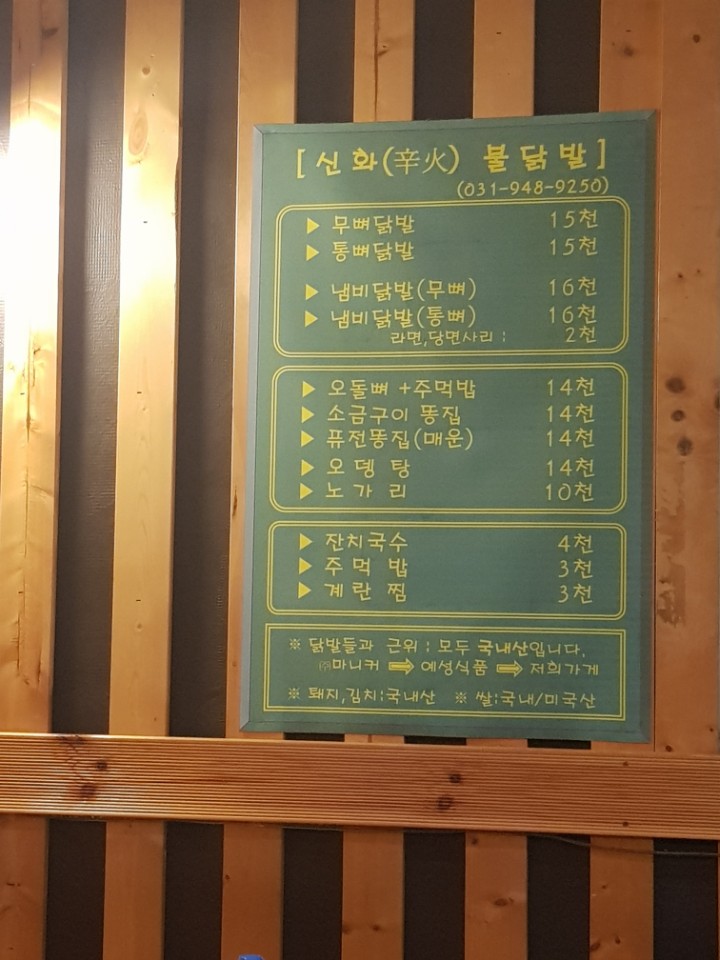 [신화(辛火) 불닭발]
(031-948-9250)
▶ 무뼈닭발 15천
▶ 통뼈닭발 15천
▶ 냄비닭발(무뼈) 16천
▶ 냄비닭발(통뼈) 16천
라면,당면사리 : 2천
▶ 오돌뼈 +주먹밥 14천
▶ 소금구이 똥집 14천
▶ 퓨전똥집(매운) 14천
▶ 오 뎅 탕 14천
▶ 노 가 리 10천
▶ 잔치국수 4천
▶ 주 먹 밥 3천
▶ 계 란 찜 3천
※ 닭발들과 근위 : 모두 국내산입니다.
㈜마니커 ⇨ 예성식품 ⇨ 저희가게
※ 돼지,김치:국내산 ※ 쌀:국내/미국산